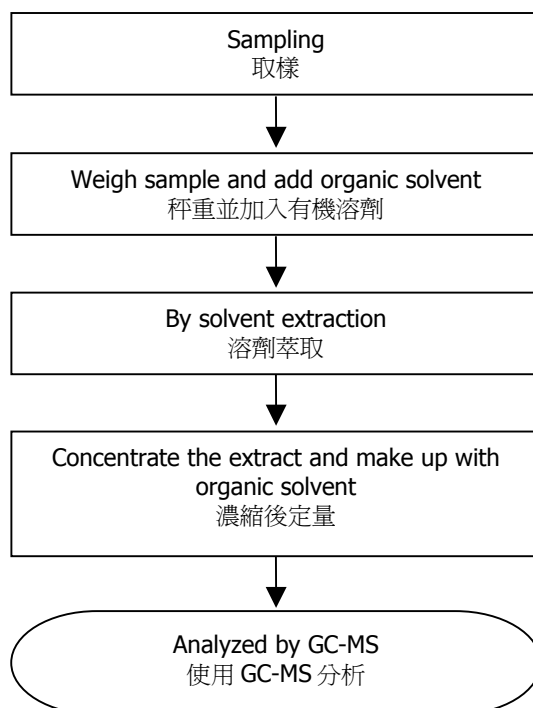 Sampling
取樣
Weigh sample and add organic solvent
秤重並加入有機溶劑
By solvent extraction
溶劑萃取
Concentrate the extract and make up with
organic solvent
濃縮後定量
Analyzed by GC-MS
使用 GC-MS 分析